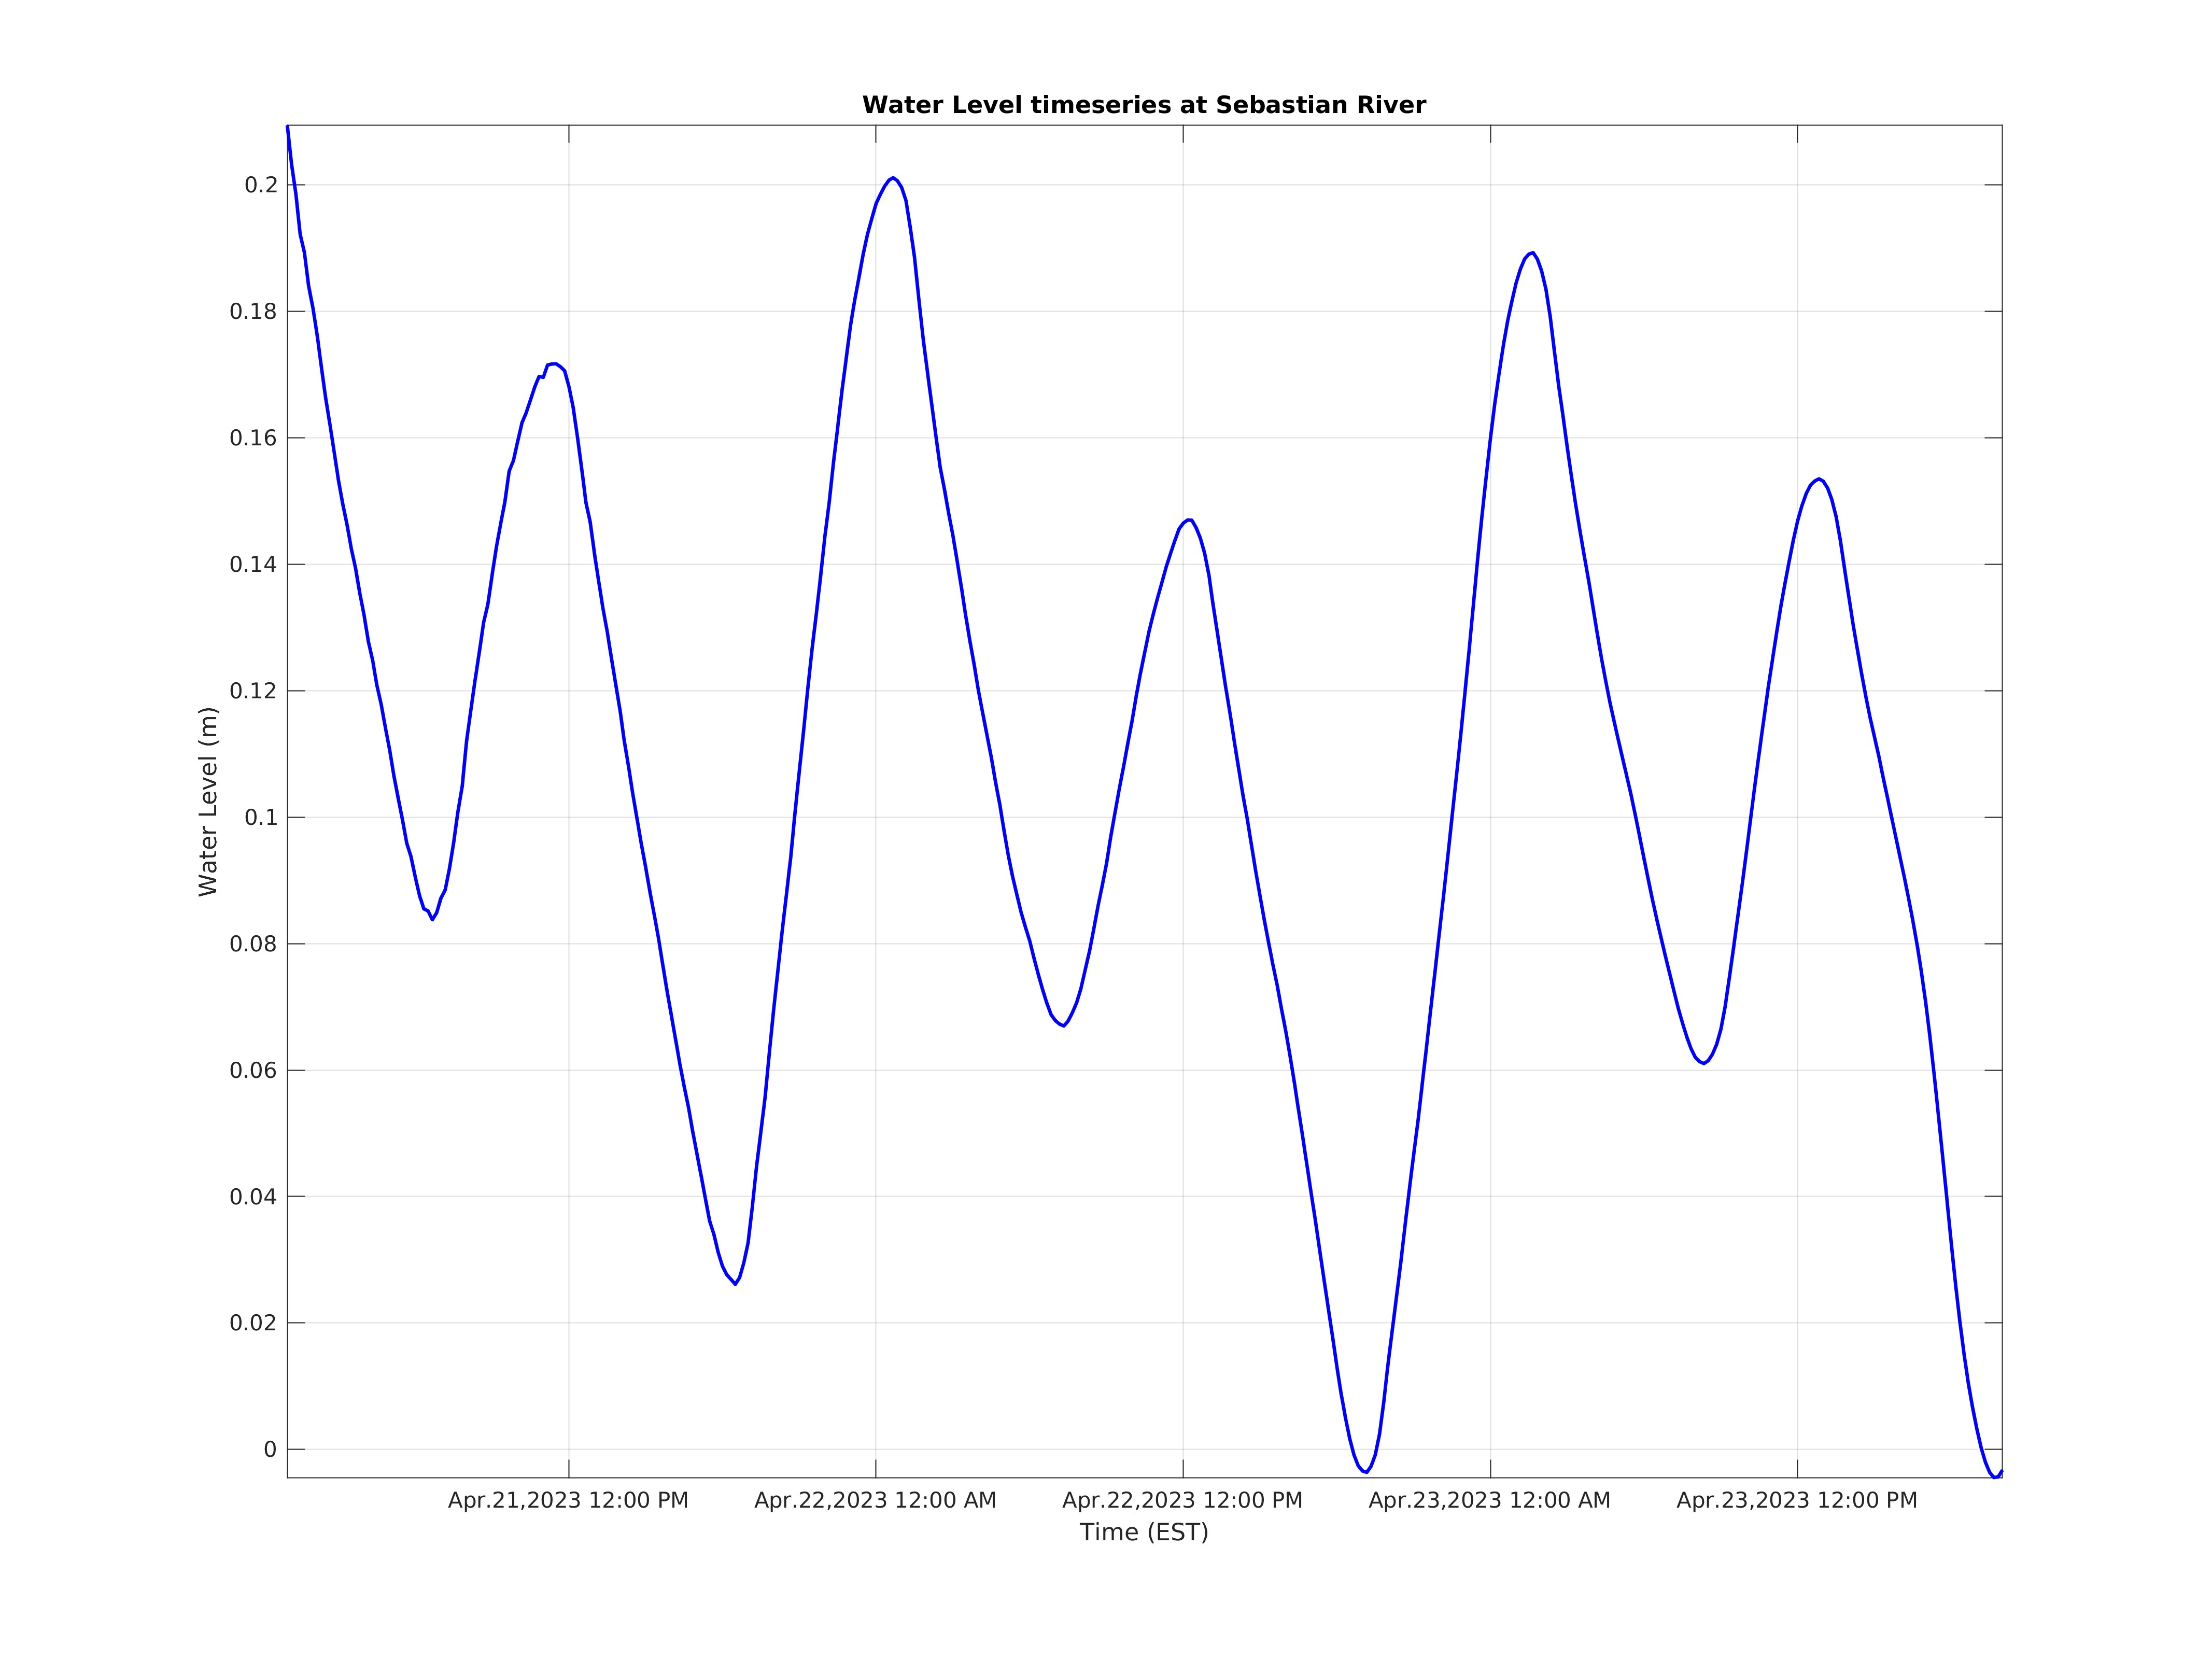 Water Level timeseries at Sebastian River
0.2
0.18
0.16
0.14
0.12
0.1
0.08
0.06
0.04
0.02
0
Water Level (m)
Apr.21,2023 12:00 PM
Apr.22,2023 12:00 AM
Apr.22,2023 12:00 PM
Apr.23,2023 12:00 AM
Apr.23,2023 12:00 PM
Time (EST)